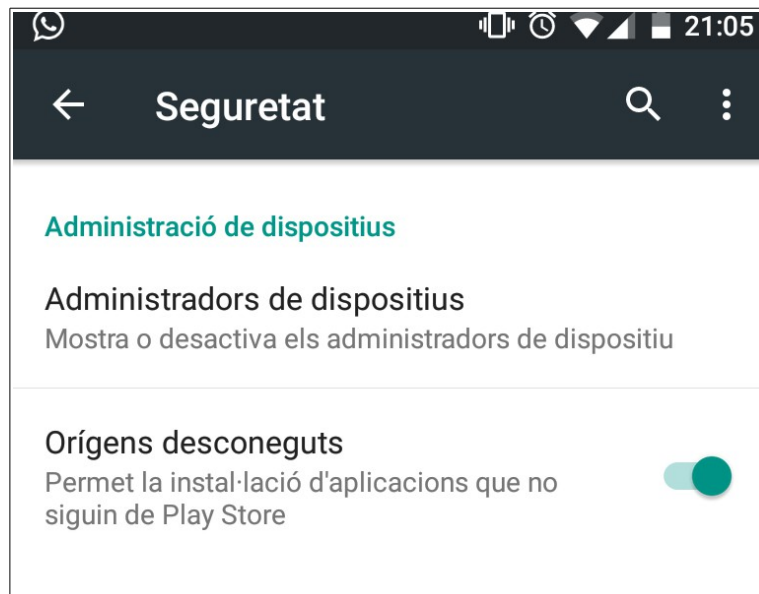 21:05
Seguretat
Administració de dispositius
Administradors de dispositius
Mostra o desactiva els administradors de dispositiu
Orígens desconeguts
Permet la instal·lació d'aplicacions que no
siguin de Play Store